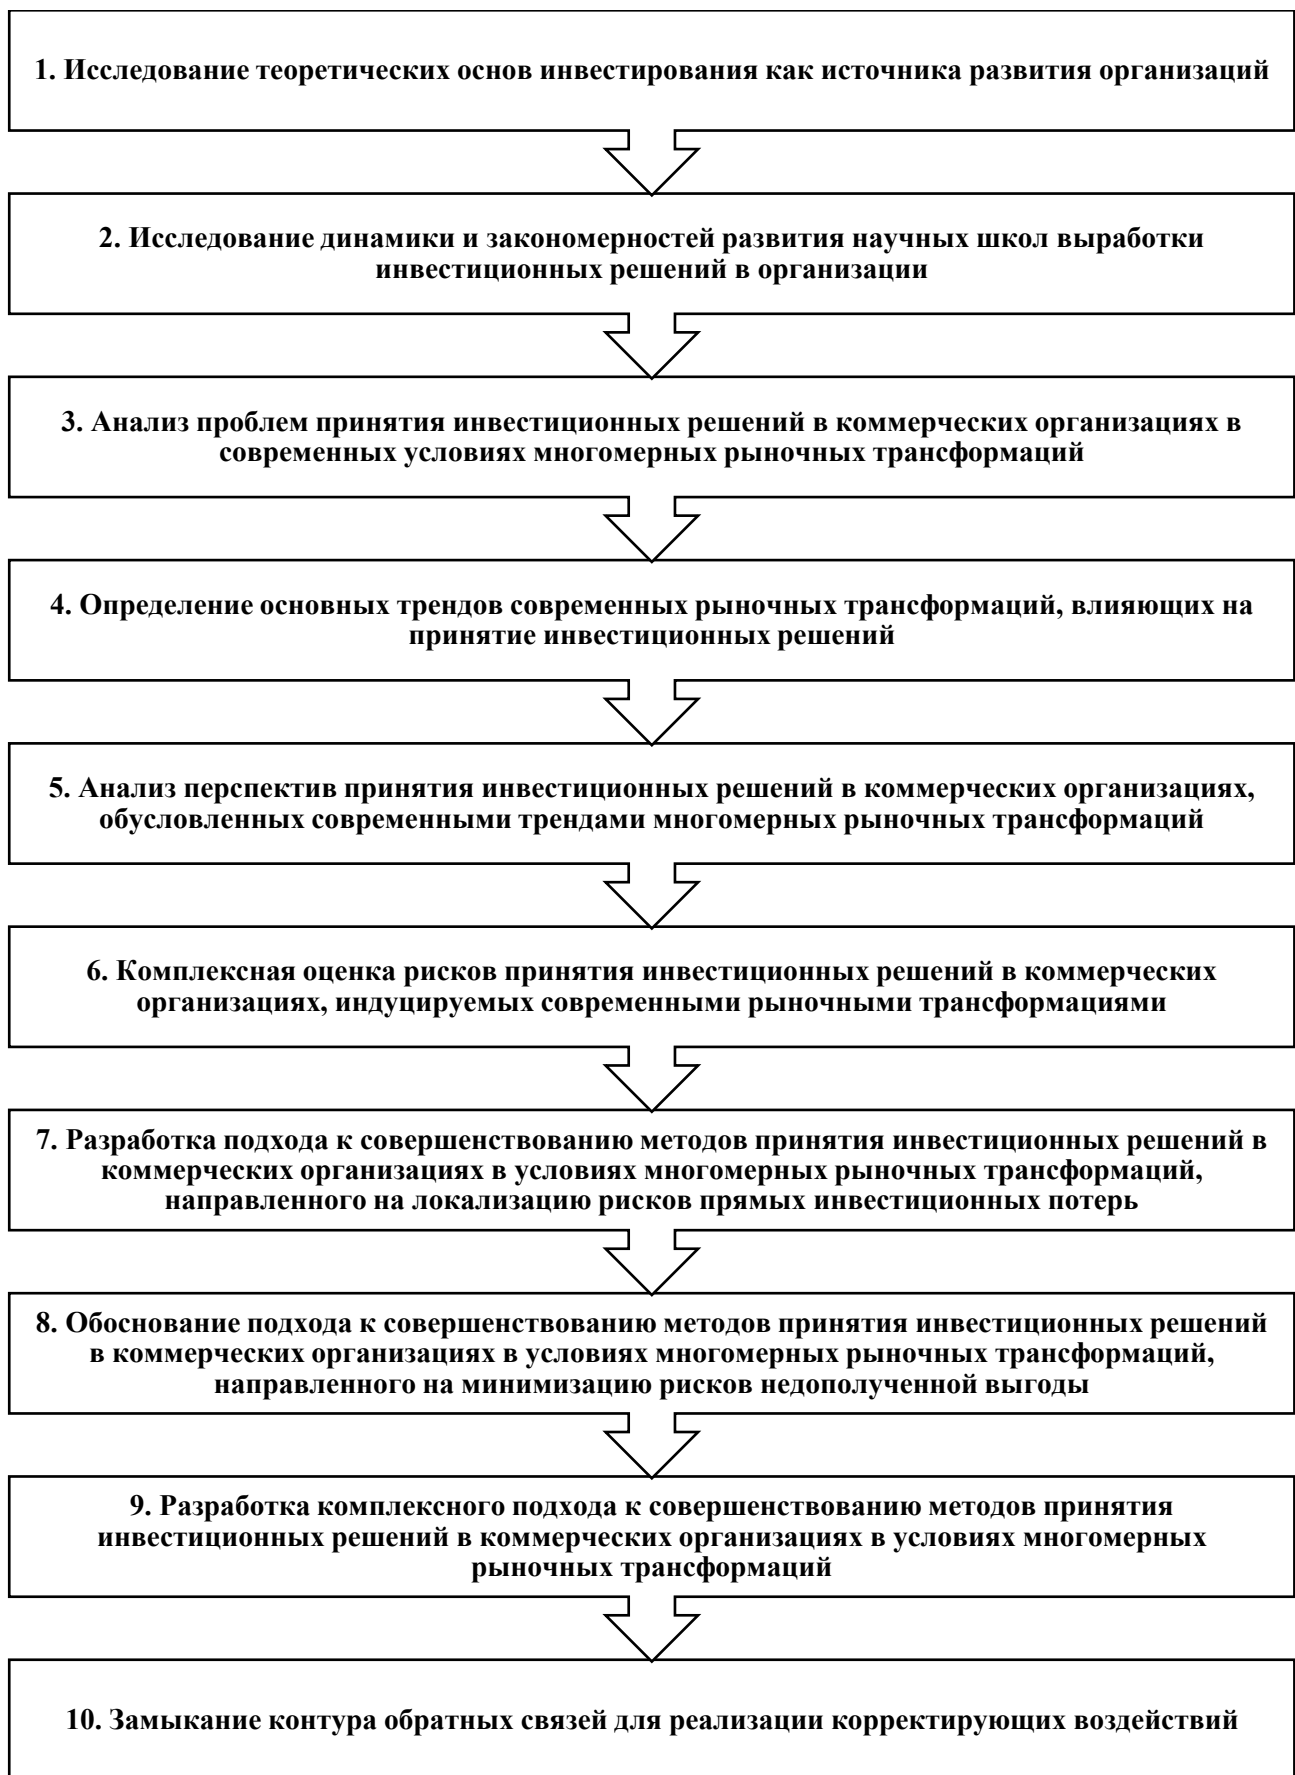 1. Исследование теоретических основ инвестирования как источника развития организаций
2. Исследование динамики и закономерностей развития научных школ выработки
инвестиционных решений в организации
3. Анализ проблем принятия инвестиционных решений в коммерческих организациях в
современных условиях многомерных рыночных трансформаций
4. Определение основных трендов современных рыночных трансформаций, влияющих на
принятие инвестиционных решений
5. Анализ перспектив принятия инвестиционных решений в коммерческих организациях,
обусловленных современными трендами многомерных рыночных трансформаций
6. Комплексная оценка рисков принятия инвестиционных решений в коммерческих
организациях, индуцируемых современными рыночными трансформациями
7. Разработка подхода к совершенствованию методов принятия инвестиционных решений в
коммерческих организациях в условиях многомерных рыночных трансформаций,
направленного на локализацию рисков прямых инвестиционных потерь
8. Обоснование подхода к совершенствованию методов принятия инвестиционных решений
в коммерческих организациях в условиях многомерных рыночных трансформаций,
направленного на минимизацию рисков недополученной выгоды
9. Разработка комплексного подхода к совершенствованию методов принятия
инвестиционных решений в коммерческих организациях в условиях многомерных
рыночных трансформаций
10. Замыкание контура обратных связей для реализации корректирующих воздействий